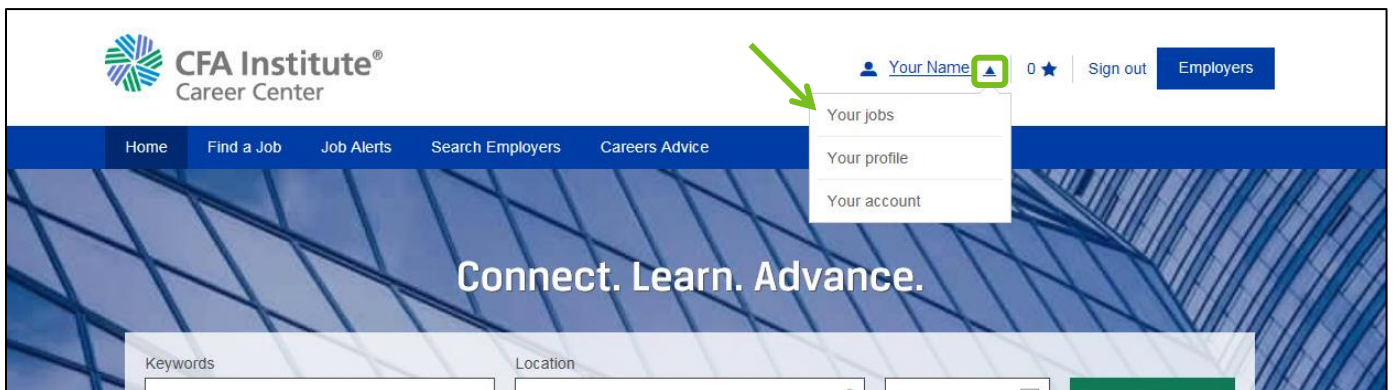 CFA Institute®
Career Center
Your Name
0
Sign out
Employers
Your jobs
Your profile
Your account
Home
Find a Job
Job Alerts
Search Employers
Careers Advice
Connect. Learn. Advance.
Keywords
Location